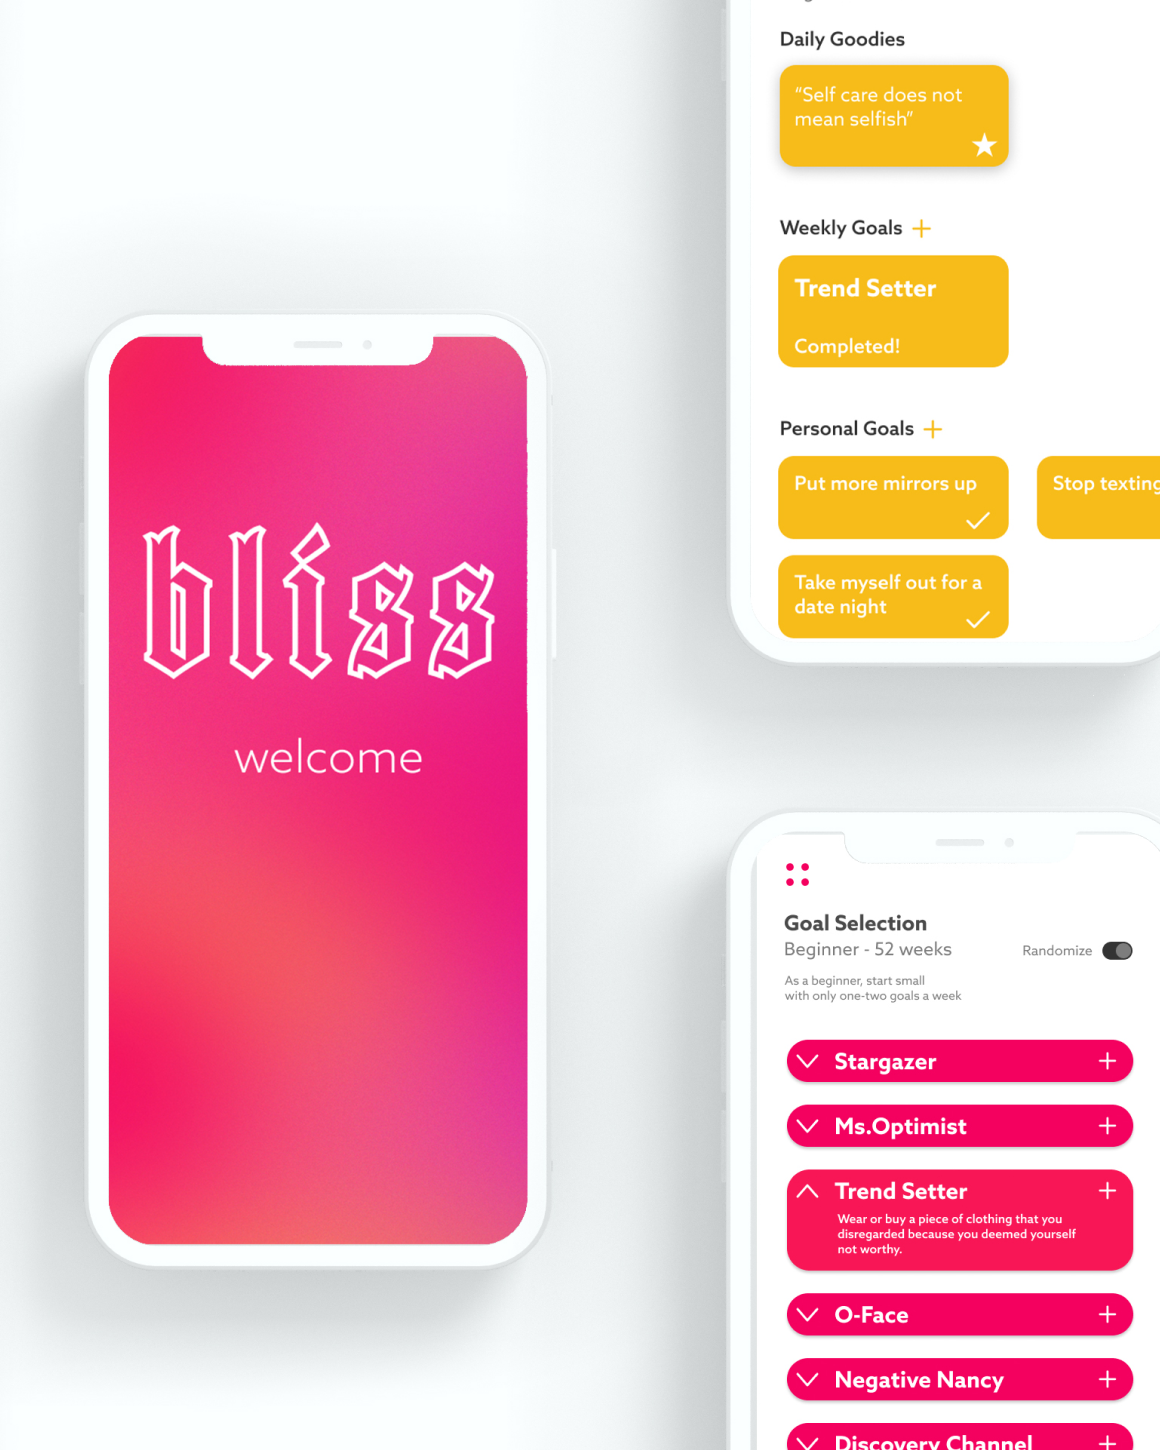 bliss
welcome
Daily Goodies
“Self care does not
mean selfish”
Weekly Goals
Trend Setter
Completed!
Personal Goals
Put more mirrors up
Stop texting
Take myself out for a
date night
Goal Selection
Beginner - 52 weeks
Randomize
As a beginner, start small
with only one-two goals a week
Stargazer
Ms.Optimist
Trend Setter
Wear or buy a piece of clothing that you
disregarded because you deemed yourself
not worthy.
O-Face
Negative Nancy
Discovery Channel